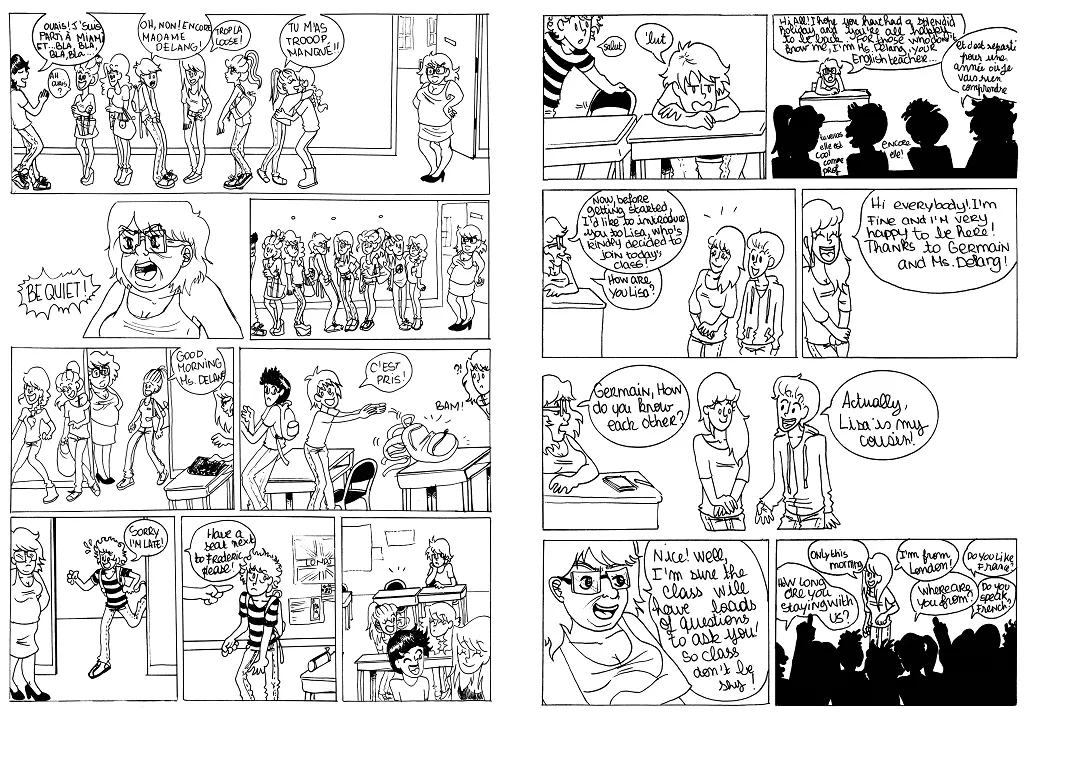 OUAIS! J'SUIS
PARTI À MIAMI
ET...BLA, BLA,
BLA, BLA...
AH
OUAIS?
OH, NON! ENCORE
MADAME
DELANG!
TROP LA
LOOSE!
TU M'AS
TROOOP
MANQUÉ!!
BE QUIET!
GOOD
MORNING
Ms. DELANG
C'EST
PRIS!
BAM!
?!
SORRY
I'M LATE!
Have a
seat next
to Frederic
please!
salut
'lut
Hi All! I hope you have had a splendid
holiday and you're all happy
to be back... For those who don't
know me, I'm Ms. Delang, your
English teacher...
Et c'est reparti
pour une
année où je
vais rien
comprendre
tu verras
elle est
cool
comme
prof
ENCORE
elle!
Now, before
getting started,
I'd like to introduce
you to Lisa, who's
kindly decided to
join today's
class!
How are
you Lisa?
Hi everybody! I'm
Fine and I'm very
happy to be here!
Thanks to Germain
and Ms. Delang!
Germain, How
do you know
each other?
Actually,
Lisa is my
cousin!
Nice! Well,
I'm sure the
class will
have loads
of questions
to ask you!
So class
don't be
shy!
Only this
morning
I'm from
London!
Do you like
France?
How long
are you
staying with
us?
Where are
you from?
Do you
speak
French?